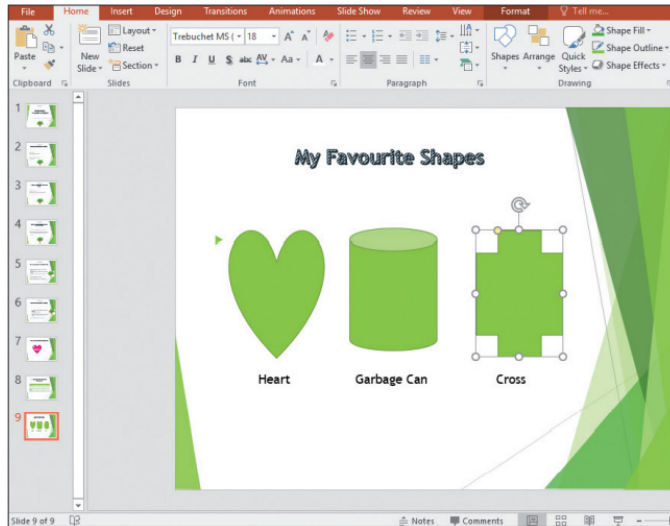 File Home Insert Design Transitions Animations Slide Show Review View Format Tell me...
Paste
Clipboard
New
Slide
Layout
Reset
Section
Slides
Trebuchet MS ( 18 A A
B I U S abc AV Aa A
Font
Paragraph
Shapes Arrange Quick
Styles
Shape Fill
Shape Outline
Shape Effects
Drawing
1
2
3
4
5
6
7
8
9
My Favourite Shapes
Heart Garbage Can Cross
Slide 9 of 9 Notes Comments